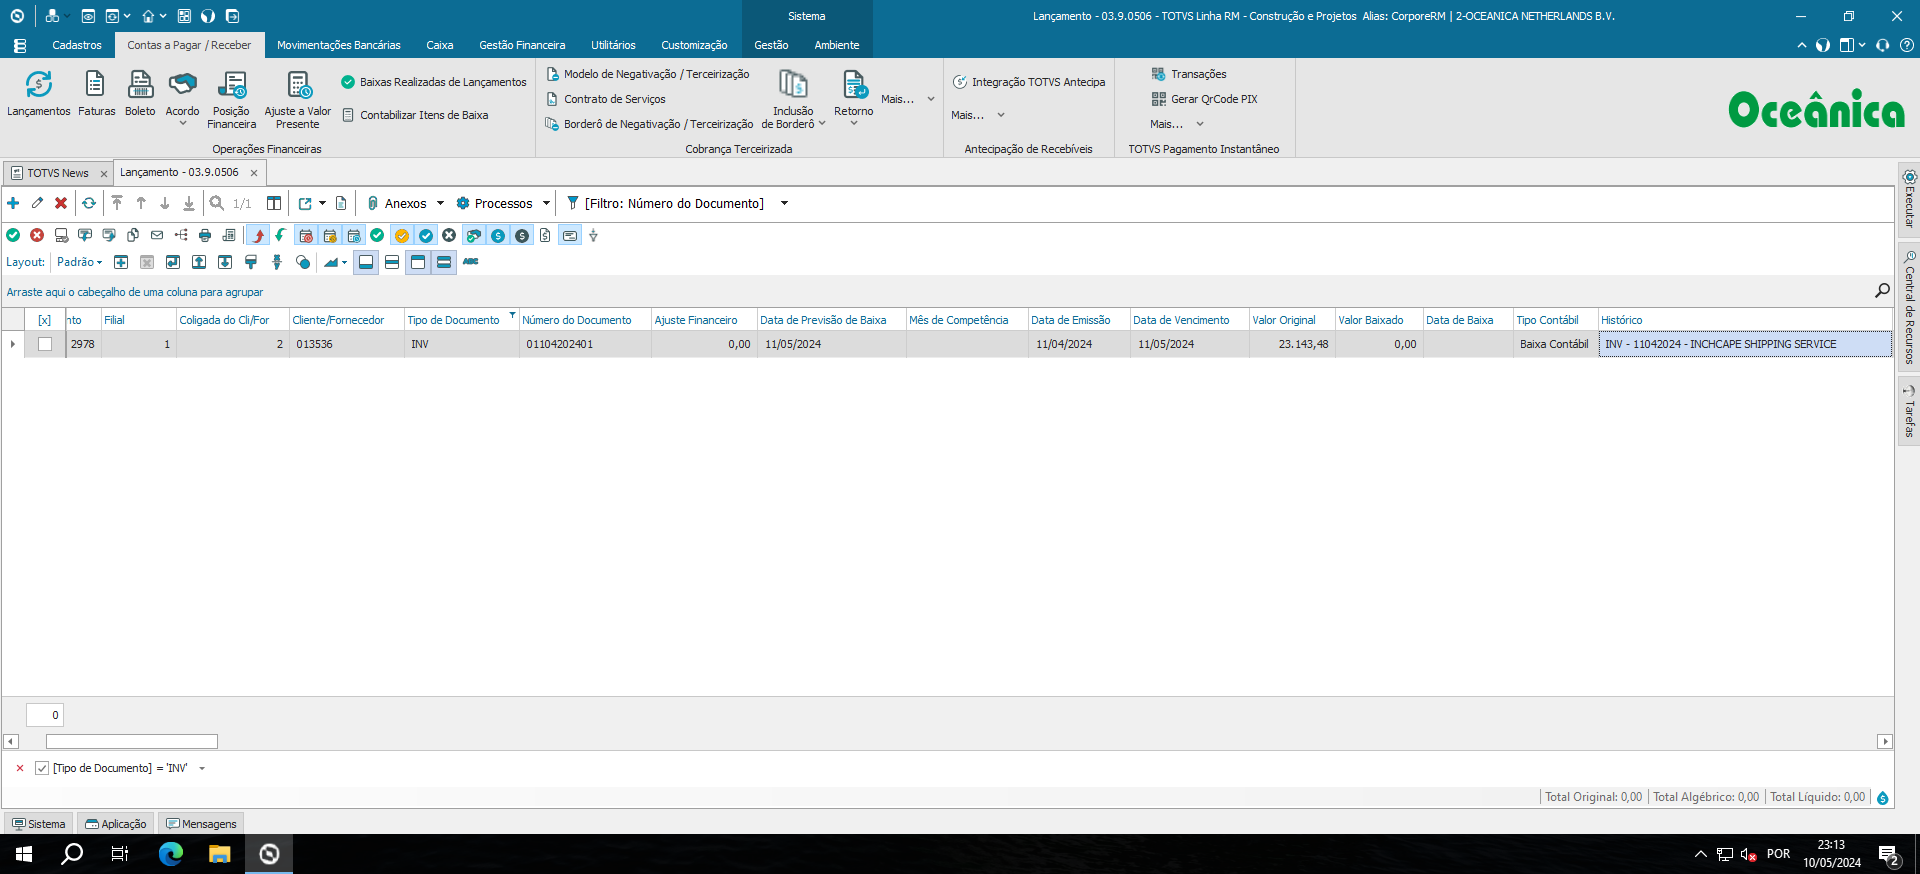 Sistema
Lançamento - 03.9.0506 - TOTVS Linha RM - Construção e Projetos Alias: CorporeRM | 2-OCEANICA NETHERLANDS B.V.
Cadastros
Contas a Pagar / Receber
Movimentações Bancárias
Caixa
Gestão Financeira
Utilitários
Customização
Gestão
Ambiente
Lançamentos
Faturas
Boleto
Acordo
Posição
Financeira
Ajuste a Valor
Presente
Baixas Realizadas de Lançamentos
Contabilizar Itens de Baixa
Operações Financeiras
Modelo de Negativação / Terceirização
Contrato de Serviços
Borderô de Negativação / Terceirização
Inclusão
de Borderô
Retorno
Mais...
Cobrança Terceirizada
Integração TOTVS Antecipa
Mais...
Antecipação de Recebíveis
Transações
Gerar QrCode PIX
Mais...
TOTVS Pagamento Instantâneo
Oceânica
TOTVS News
Lançamento - 03.9.0506
1/1
Anexos
Processos
[Filtro: Número do Documento]
Layout:
Padrão
ABC
Arraste aqui o cabeçalho de uma coluna para agrupar
[x]
nto
Filial
Coligada do Cli/For
Cliente/Fornecedor
Tipo de Documento
Número do Documento
Ajuste Financeiro
Data de Previsão de Baixa
Mês de Competência
Data de Emissão
Data de Vencimento
Valor Original
Valor Baixado
Data de Baixa
Tipo Contábil
Histórico
2978
1
2
013536
INV
01104202401
0,00
11/05/2024
11/04/2024
11/05/2024
23.143,48
0,00
Baixa Contábil
INV - 11042024 - INCHCAPE SHIPPING SERVICE
Executar
Central de Recursos
Tarefas
0
[Tipo de Documento] = 'INV'
Total Original: 0,00
Total Algébrico: 0,00
Total Líquido: 0,00
Sistema
Aplicação
Mensagens
POR
23:13
10/05/2024
2